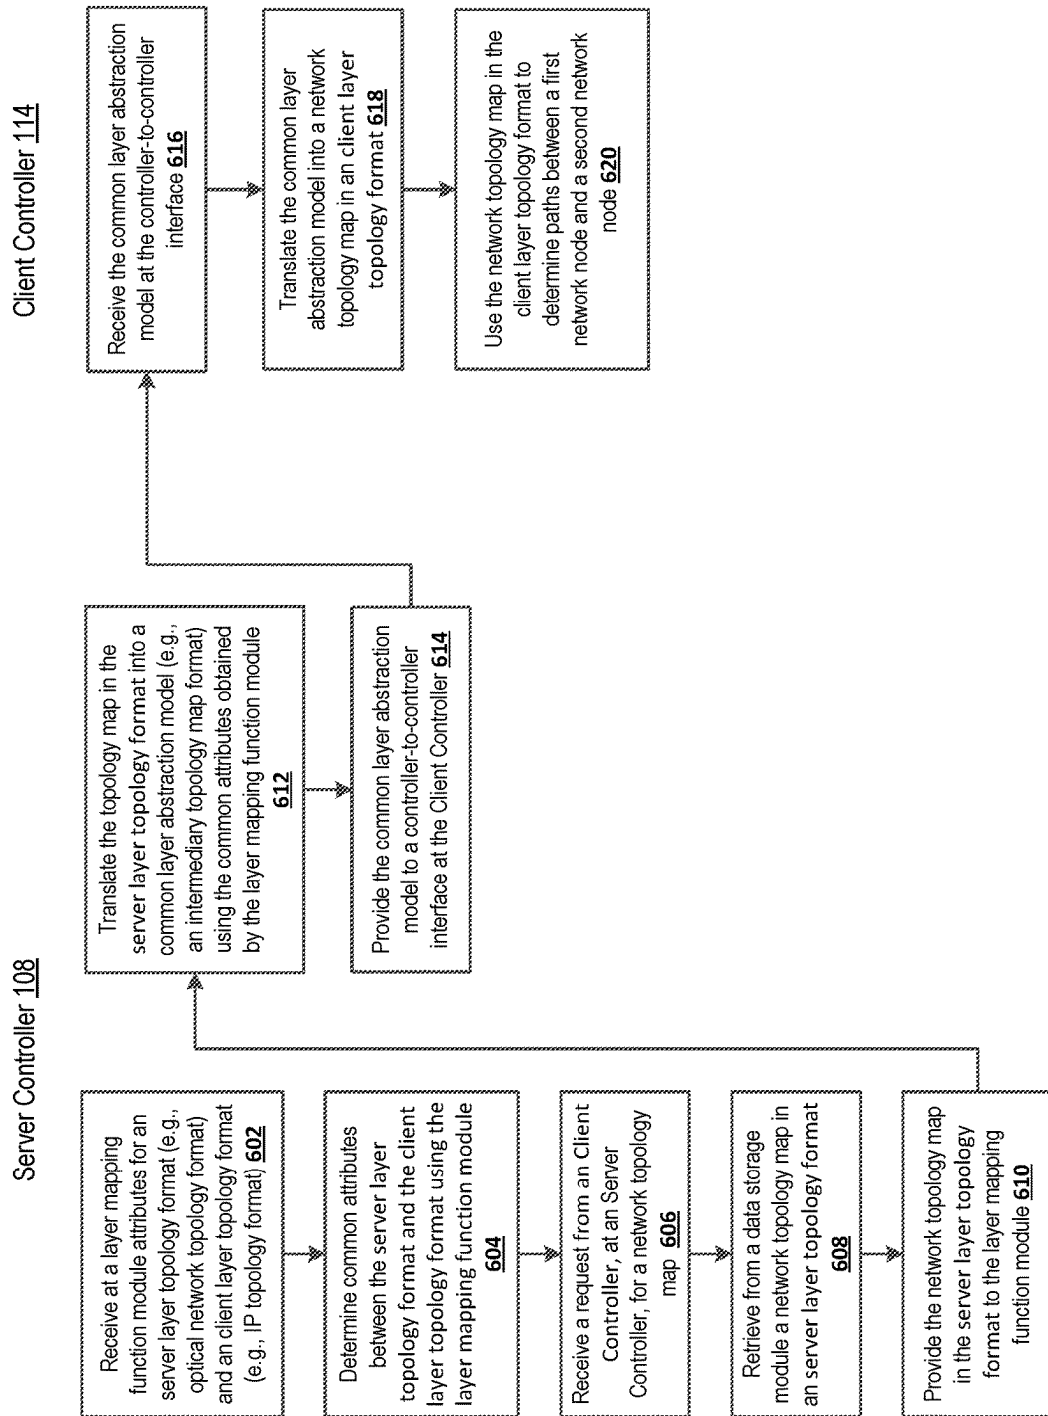 Server Controller 108
Receive at a layer mapping
function module attributes for an
server layer topology format (e.g.,
optical network topology format)
and an client layer topology format
(e.g., IP topology format) 602
Determine common attributes
between the server layer
topology format and the client
layer topology format using the
layer mapping function module
604
Receive a request from an Client
Controller, at an Server
Controller, for a network topology
map 606
Retrieve from a data storage
module a network topology map in
an server layer topology format
608
Provide the network topology map
in the server layer topology
format to the layer mapping
function module 610
Translate the topology map in the
server layer topology format into a
common layer abstraction model (e.g.,
an intermediary topology map format)
using the common attributes obtained
by the layer mapping function module
612
Provide the common layer abstraction
model to a controller-to-controller
interface at the Client Controller 614
Client Controller 114
Receive the common layer abstraction
model at the controller-to-controller
interface 616
Translate the common layer
abstraction model into a network
topology map in an client layer
topology format 618
Use the network topology map in the
client layer topology format to
determine paths between a first
network node and a second network
node 620